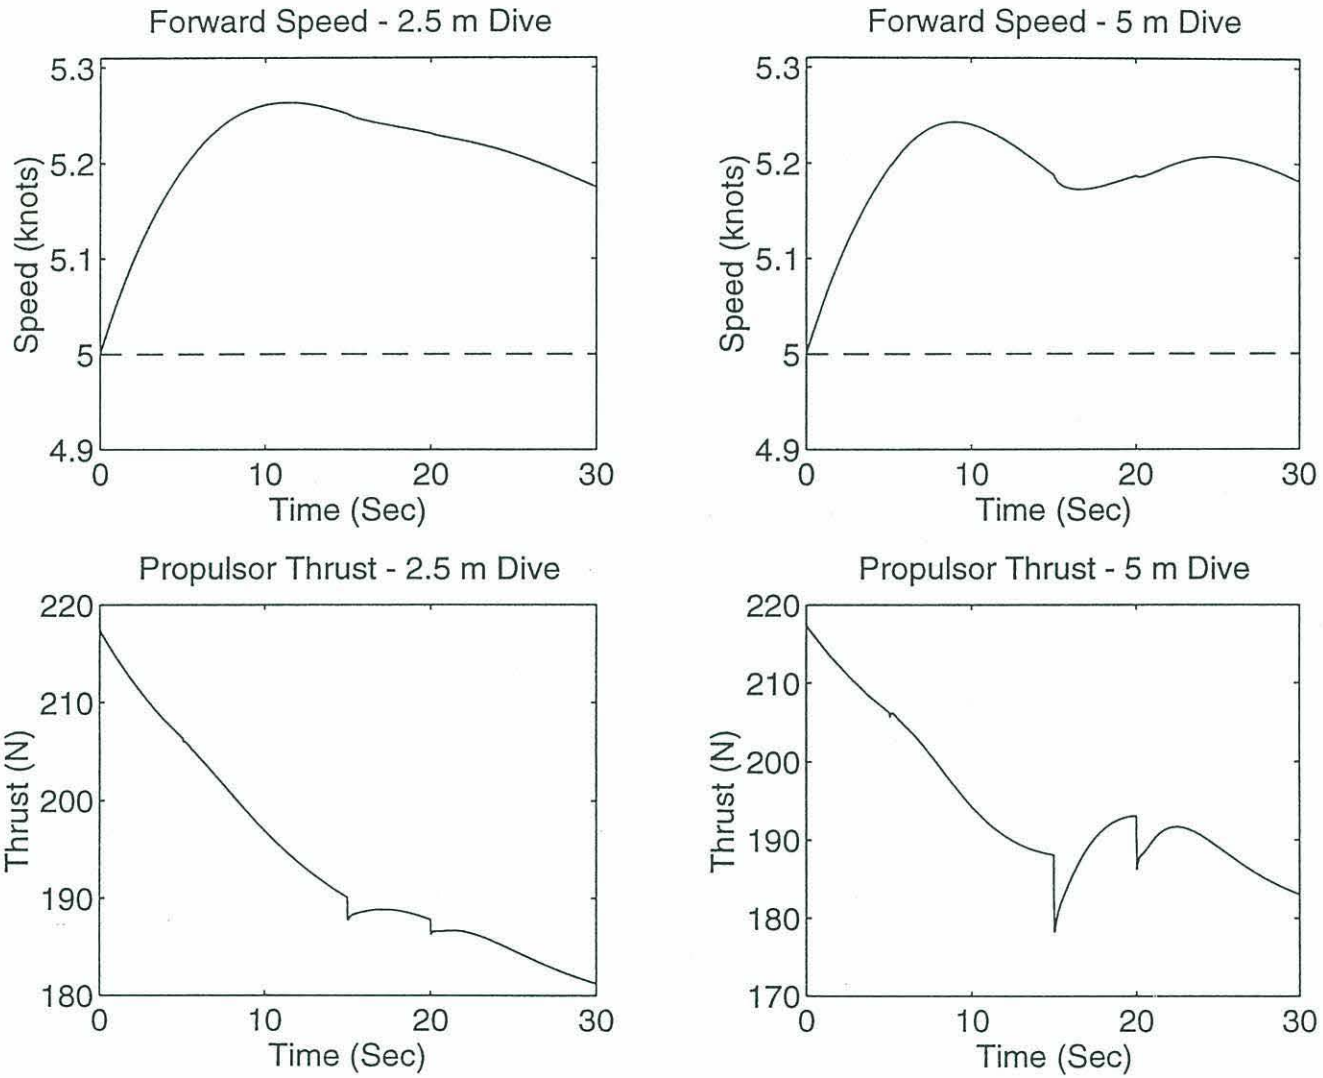 Forward Speed - 2.5 m Dive
Speed (knots)
5.3
5.2
5.1
5
4.9
0 10 20 30
Time (Sec)
Forward Speed - 5 m Dive
Speed (knots)
5.3
5.2
5.1
5
4.9
0 10 20 30
Time (Sec)
Propulsor Thrust - 2.5 m Dive
Thrust (N)
220
210
200
190
180
0 10 20 30
Time (Sec)
Propulsor Thrust - 5 m Dive
Thrust (N)
220
210
200
190
180
170
0 10 20 30
Time (Sec)